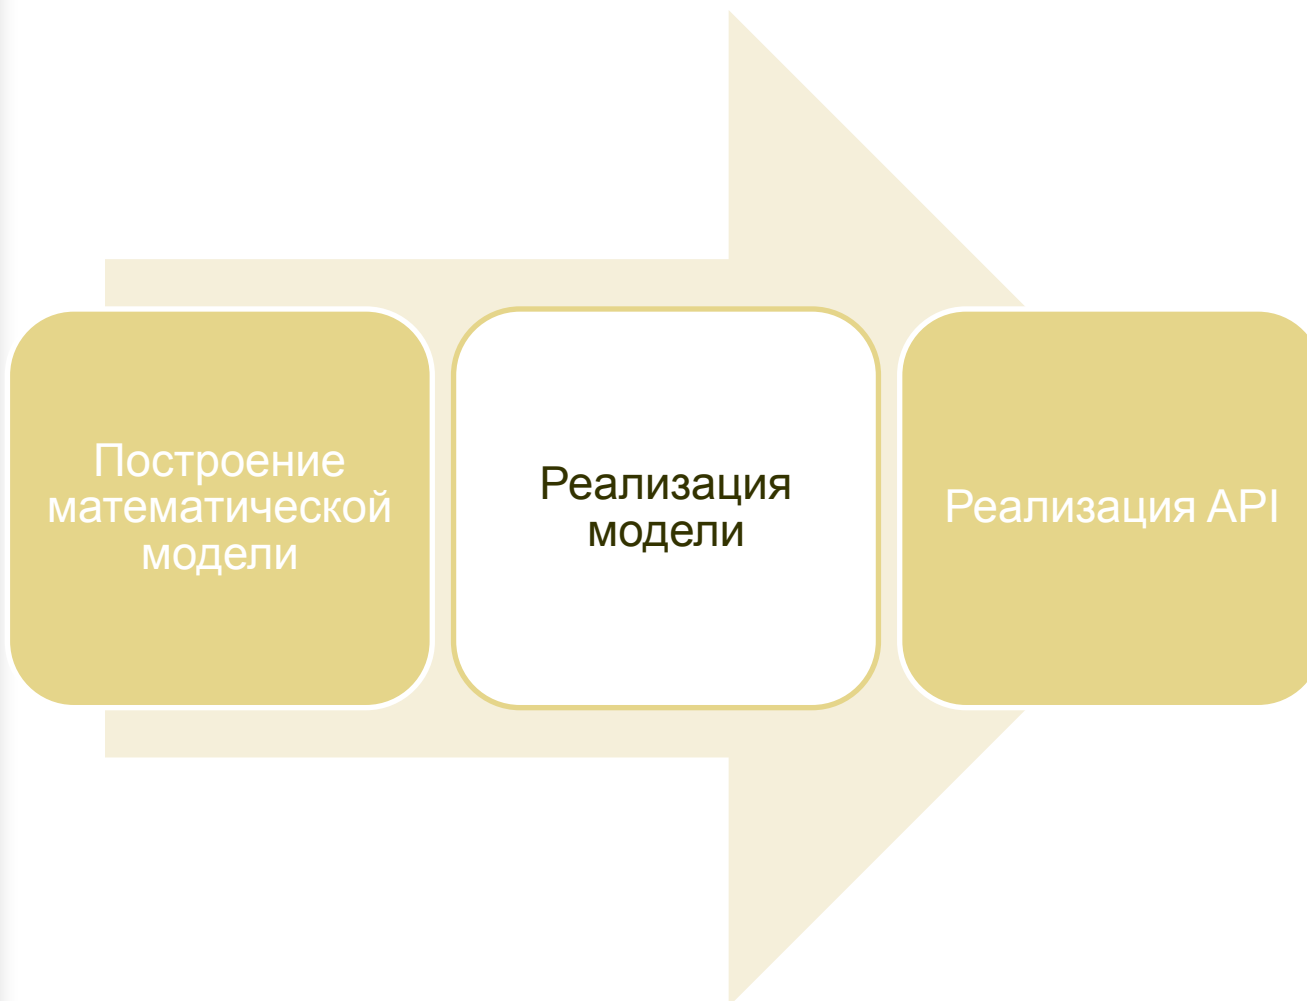 Построение
математической
модели
Реализация
модели
Реализация API